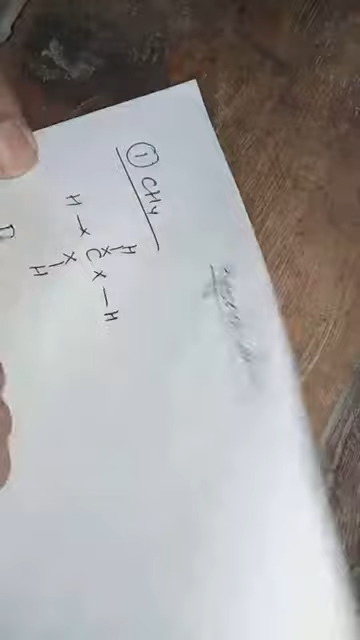 ① CH4
H
H - x C x - H
x
H